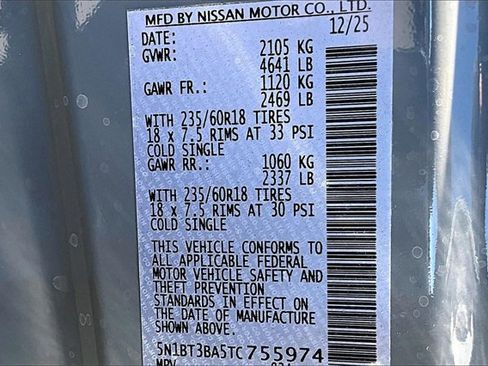 MFD BY NISSAN MOTOR CO., LTD.
DATE: 12/25
GVWR: 2105 KG
4641 LB
GAWR FR.: 1120 KG
2469 LB
WITH 235/60R18 TIRES
18 x 7.5 RIMS AT 33 PSI
COLD SINGLE
GAWR RR.: 1060 KG
2337 LB
WITH 235/60R18 TIRES
18 x 7.5 RIMS AT 30 PSI
COLD SINGLE
THIS VEHICLE CONFORMS TO
ALL APPLICABLE FEDERAL
MOTOR VEHICLE SAFETY AND
THEFT PREVENTION
STANDARDS IN EFFECT ON
THE DATE OF MANUFACTURE
SHOWN ABOVE
5N1BT3BA5TC755974
MPV